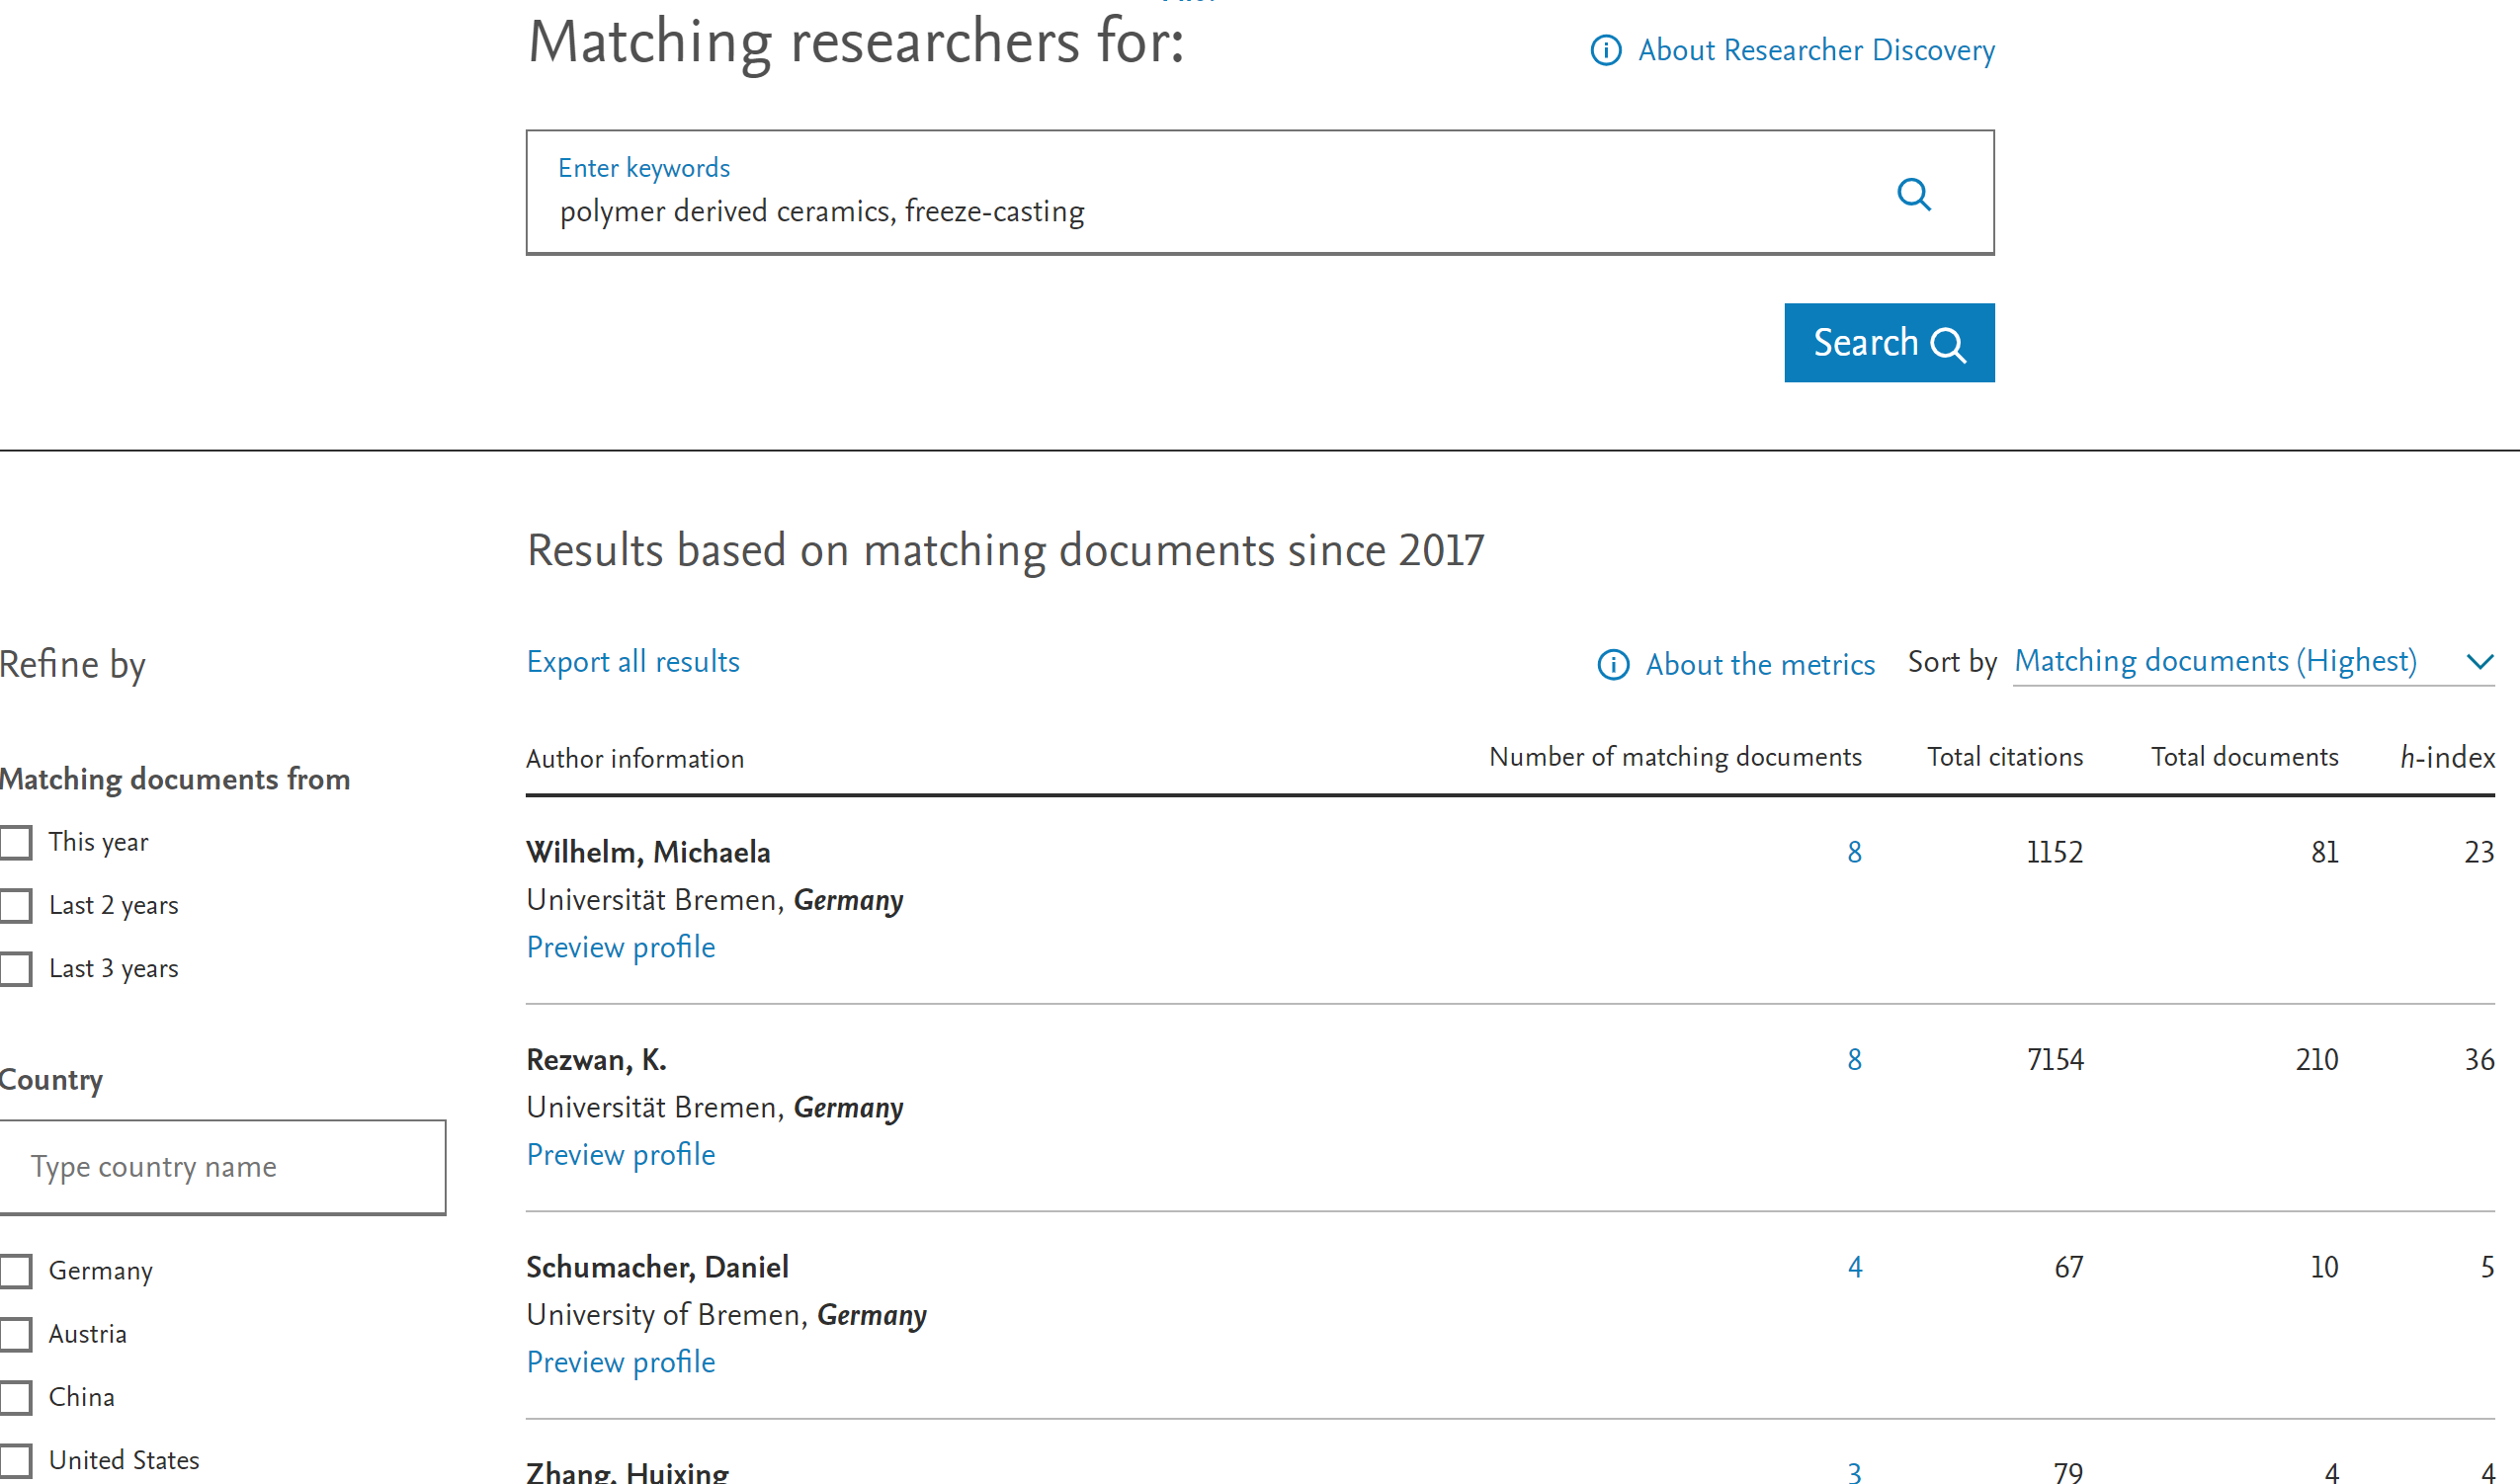 Matching researchers for:
About Researcher Discovery
Enter keywords
polymer derived ceramics, freeze-casting
Search
Results based on matching documents since 2017
Refine by
Export all results
About the metrics
Sort by Matching documents (Highest)
Author information Number of matching documents Total citations Total documents h-index
Matching documents from
This year
Last 2 years
Last 3 years
Country
Type country name
Germany
Austria
China
United States
Wilhelm, Michaela 8 1152 81 23
Universität Bremen, Germany
Preview profile
Rezwan, K. 8 7154 210 36
Universität Bremen, Germany
Preview profile
Schumacher, Daniel 4 67 10 5
University of Bremen, Germany
Preview profile
Zhang, Huixing 3 79 4 4